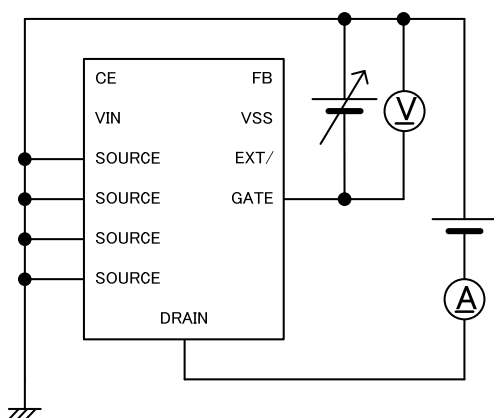 CE FB
VIN VSS
SOURCE EXT/
SOURCE GATE
SOURCE
SOURCE
DRAIN
V
A